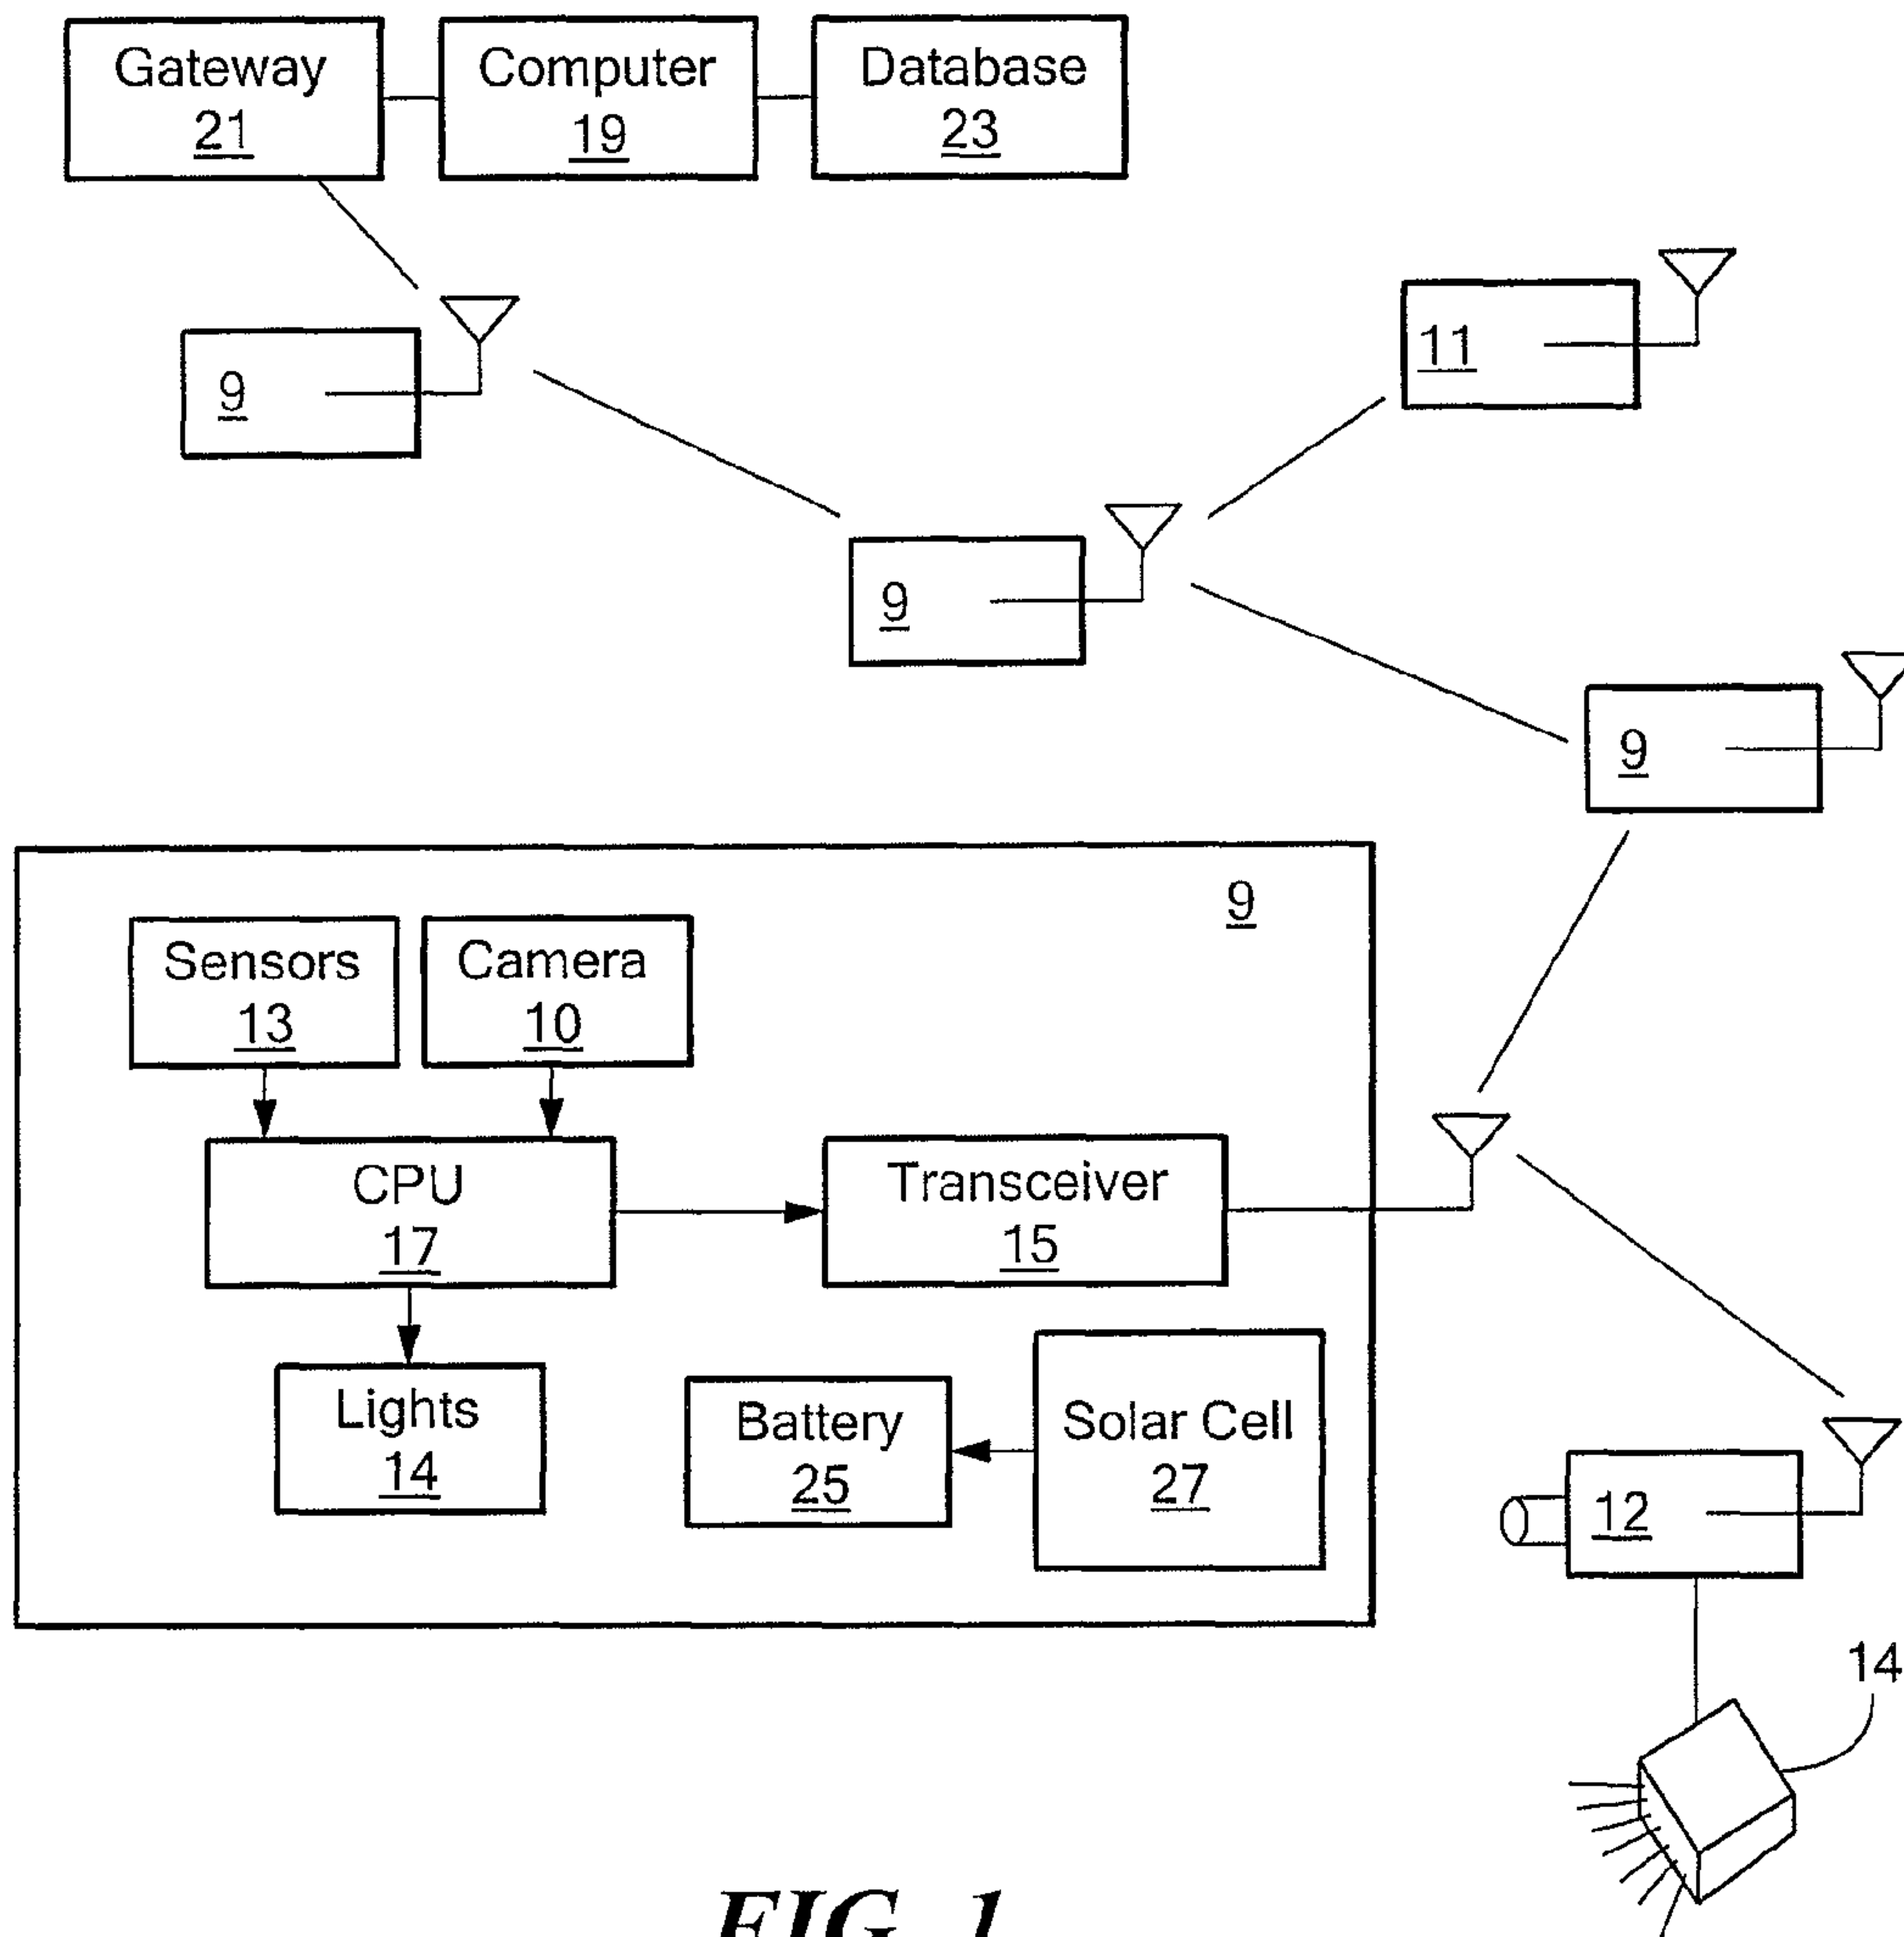 Gateway
21
Computer
19
Database
23
11
9
9
9
9
Sensors
13
Camera
10
CPU
17
Transceiver
15
Lights
14
Battery
25
Solar Cell
27
12
14
FIG. 1